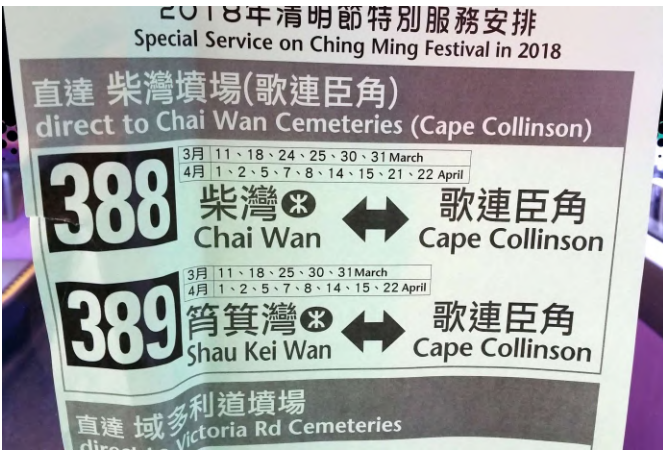 2018年清明節特別服務安排
Special Service on Ching Ming Festival in 2018
直達 柴灣墳場(歌連臣角)
direct to Chai Wan Cemeteries (Cape Collinson)
388
3月 11、18、24、25、30、31 March
4月 1、2、5、7、8、14、15、21、22 April
柴灣 歌連臣角
Chai Wan Cape Collinson
389
3月 11、18、25、30、31 March
4月 1、2、5、7、8、14、15、22 April
筲箕灣 歌連臣角
Shau Kei Wan Cape Collinson
直達 域多利道墳場
direct to Victoria Rd Cemeteries